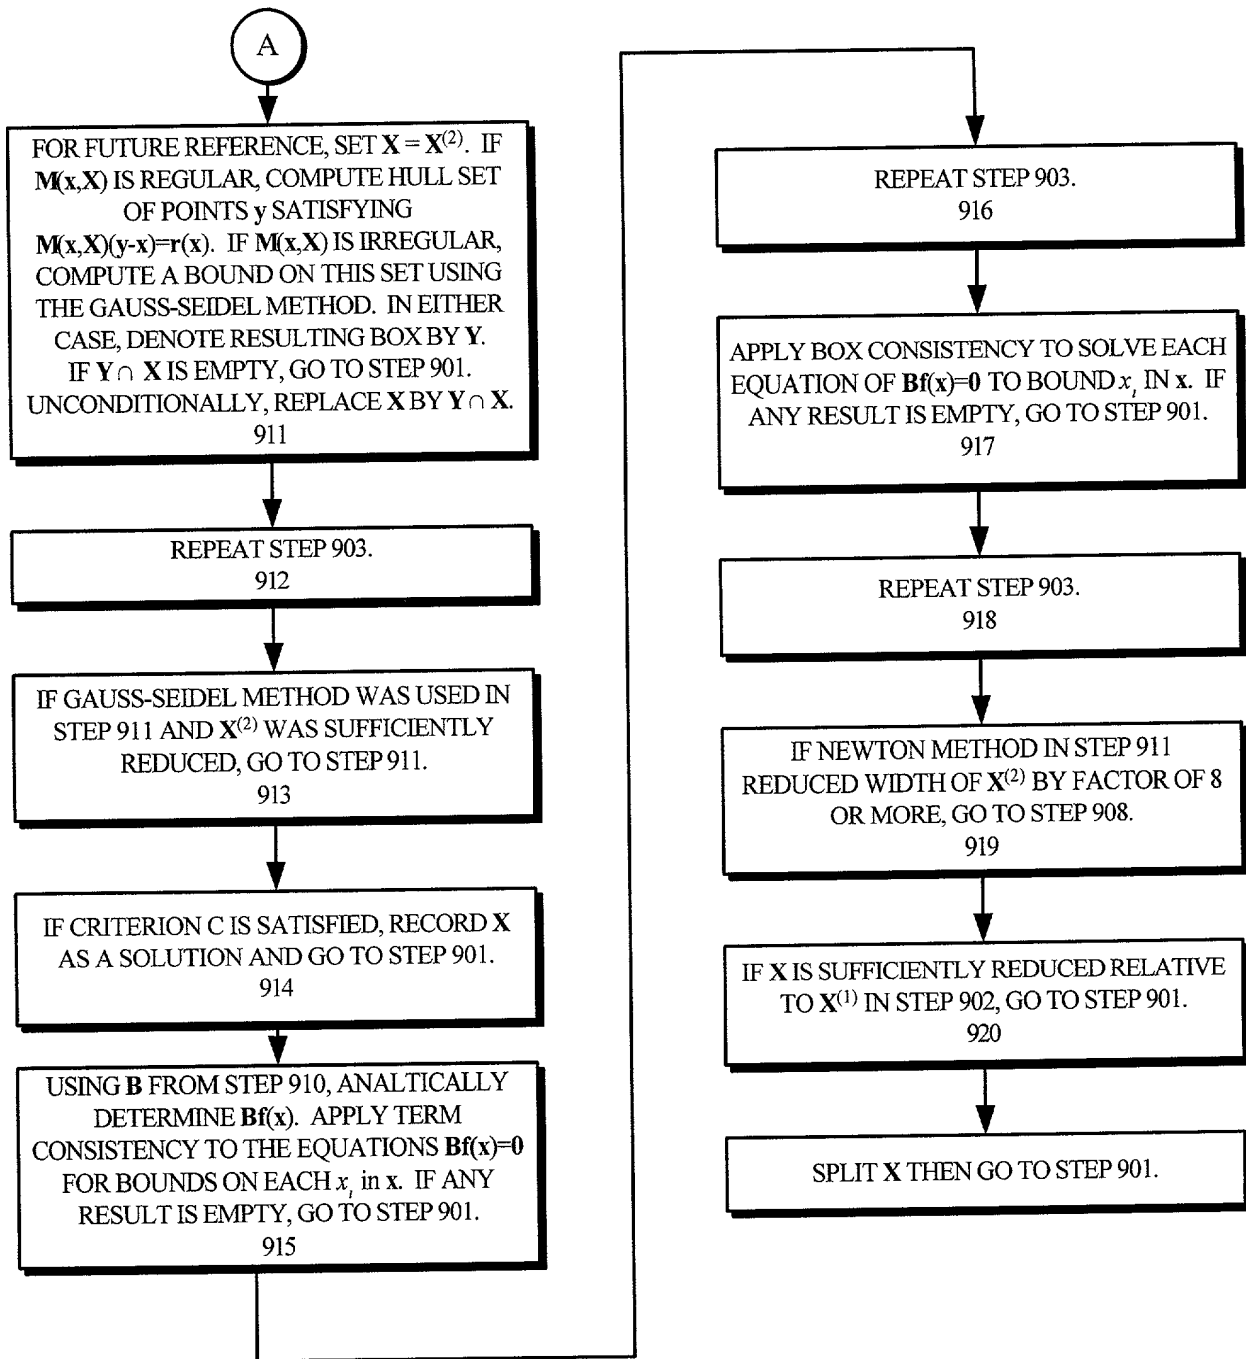 A
FOR FUTURE REFERENCE, SET X = X(2). IF
M(x,X) IS REGULAR, COMPUTE HULL SET
OF POINTS y SATISFYING
M(x,X)(y-x)=r(x). IF M(x,X) IS IRREGULAR,
COMPUTE A BOUND ON THIS SET USING
THE GAUSS-SEIDEL METHOD. IN EITHER
CASE, DENOTE RESULTING BOX BY Y.
IF Y ∩ X IS EMPTY, GO TO STEP 901.
UNCONDITIONALLY, REPLACE X BY Y ∩ X.
911
REPEAT STEP 903.
912
IF GAUSS-SEIDEL METHOD WAS USED IN
STEP 911 AND X(2) WAS SUFFICIENTLY
REDUCED, GO TO STEP 911.
913
IF CRITERION C IS SATISFIED, RECORD X
AS A SOLUTION AND GO TO STEP 901.
914
USING B FROM STEP 910, ANALTICALLY
DETERMINE Bf(x). APPLY TERM
CONSISTENCY TO THE EQUATIONS Bf(x)=0
FOR BOUNDS ON EACH xi in x. IF ANY
RESULT IS EMPTY, GO TO STEP 901.
915
REPEAT STEP 903.
916
APPLY BOX CONSISTENCY TO SOLVE EACH
EQUATION OF Bf(x)=0 TO BOUND xi IN x. IF
ANY RESULT IS EMPTY, GO TO STEP 901.
917
REPEAT STEP 903.
918
IF NEWTON METHOD IN STEP 911
REDUCED WIDTH OF X(2) BY FACTOR OF 8
OR MORE, GO TO STEP 908.
919
IF X IS SUFFICIENTLY REDUCED RELATIVE
TO X(1) IN STEP 902, GO TO STEP 901.
920
SPLIT X THEN GO TO STEP 901.